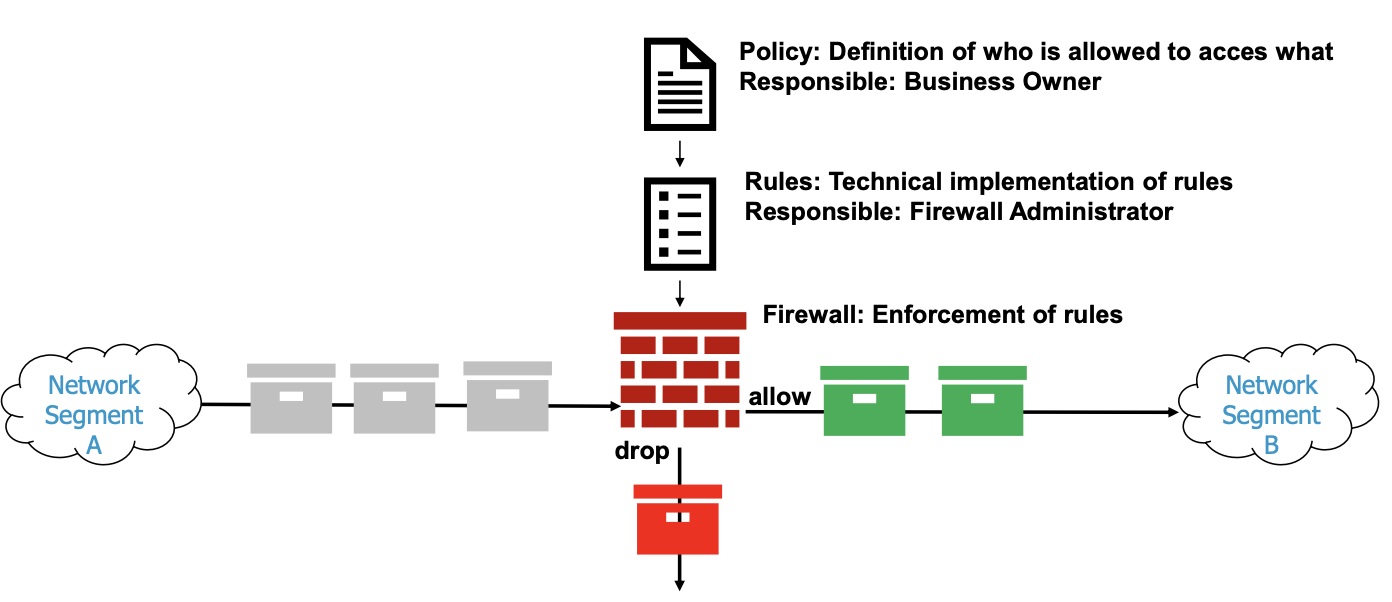 Policy: Definition of who is allowed to acces what
Responsible: Business Owner
Rules: Technical implementation of rules
Responsible: Firewall Administrator
Firewall: Enforcement of rules
Network
Segment
A
allow
Network
Segment
B
drop